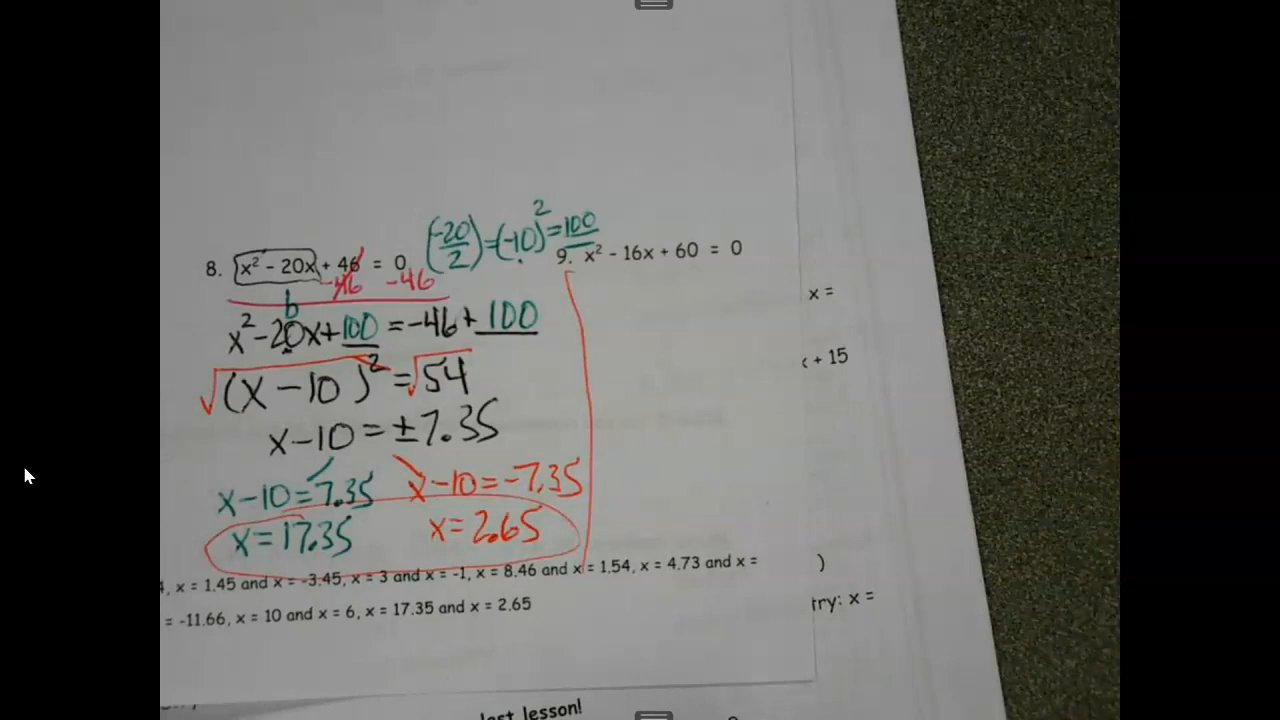 (-20/2) = (-10)² = 100
8. x² - 20x + 46 = 0
-46 -46
9. x² - 16x + 60 = 0
b
x² - 20x + 100 = -46 + 100
√(x - 10)² = √54
x - 10 = ± 7.35
x - 10 = 7.35 x - 10 = -7.35
x = 17.35 x = 2.65
x =
+ 15
, x = 1.45 and x = -3.45, x = 3 and x = -1, x = 8.46 and x = 1.54, x = 4.73 and x =
)
= -11.66, x = 10 and x = 6, x = 17.35 and x = 2.65
try: x =
last lesson!